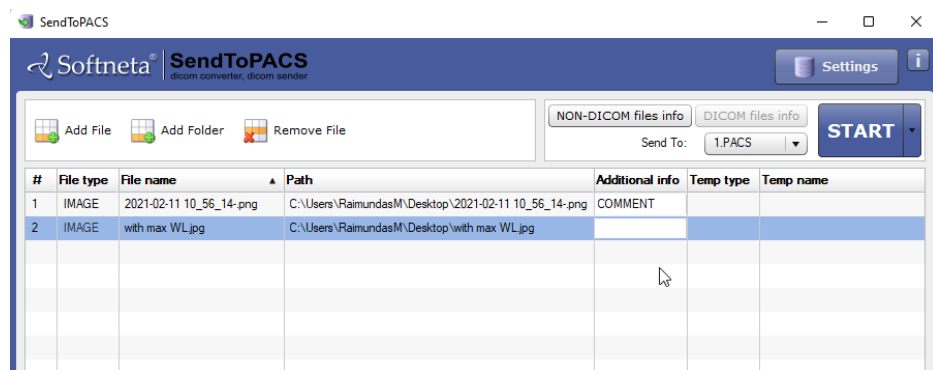 SendToPACS
Softneta® SendToPACS
dicom converter, dicom sender
Settings
i
Add File Add Folder Remove File
NON-DICOM files info DICOM files info
Send To: 1.PACS
START
# File type File name Path Additional info Temp type Temp name
1 IMAGE 2021-02-11 10_56_14-.png C:\Users\RaimundasM\Desktop\2021-02-11 10_56_14-.png COMMENT
2 IMAGE with max WL.jpg C:\Users\RaimundasM\Desktop\with max WL.jpg